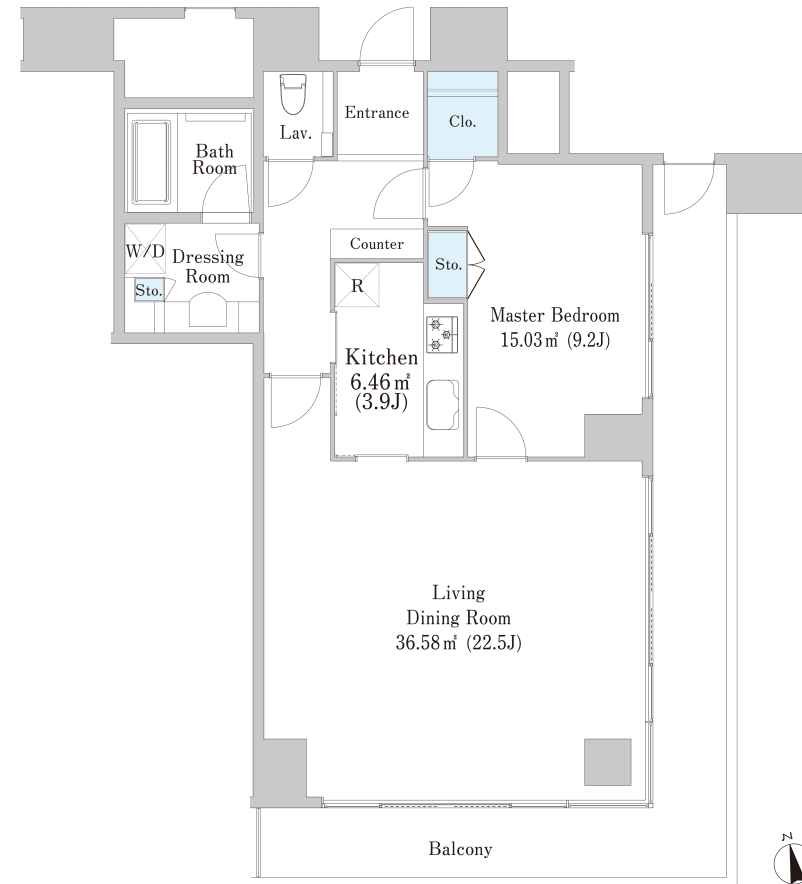 Entrance
Clo.
Lav.
Bath
Room
Counter
W/D
Dressing
Room
Sto.
Sto.
R
Master Bedroom
15.03㎡ (9.2J)
Kitchen
6.46㎡
(3.9J)
Living
Dining Room
36.58㎡ (22.5J)
Balcony
N